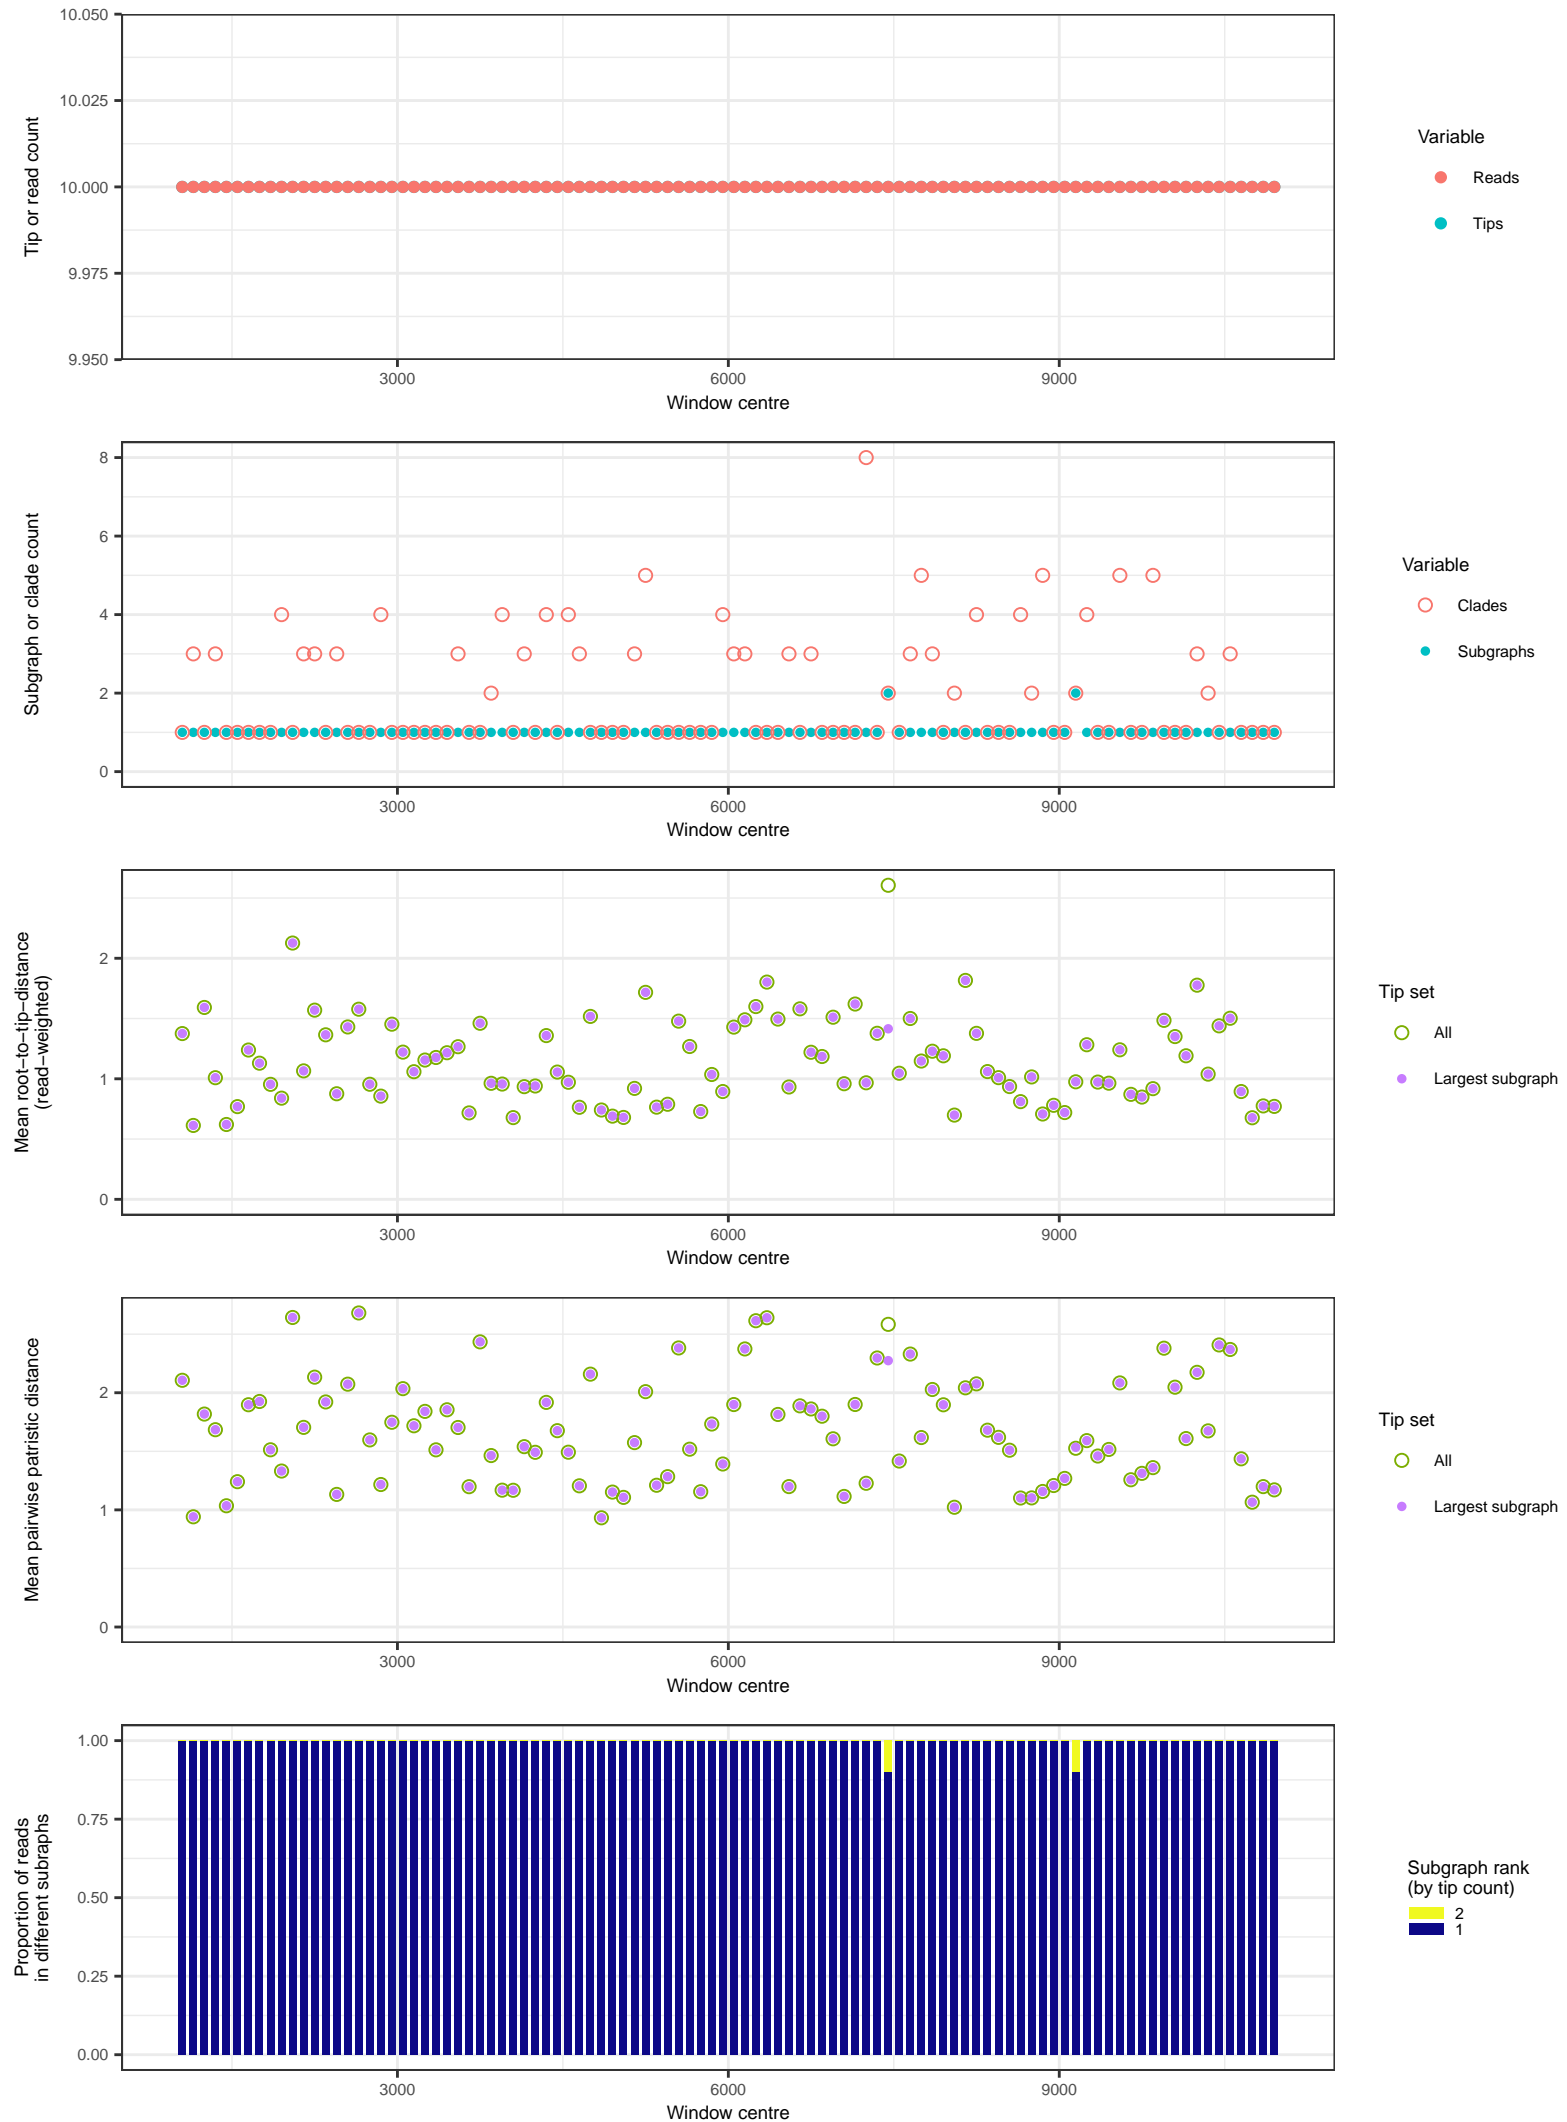 10.050
10.025
10.000
9.975
9.950
Tip or read count
3000
6000
9000
Window centre
Variable
Reads
Tips
8
6
4
2
0
Subgraph or clade count
3000
6000
9000
Window centre
Variable
Clades
Subgraphs
2
1
0
Mean root−to−tip−distance
(read−weighted)
3000
6000
9000
Window centre
Tip set
All
Largest subgraph
2
1
0
Mean pairwise patristic distance
3000
6000
9000
Window centre
Tip set
All
Largest subgraph
1.00
0.75
0.50
0.25
0.00
Proportion of reads
in different subraphs
3000
6000
9000
Window centre
Subgraph rank
(by tip count)
2
1